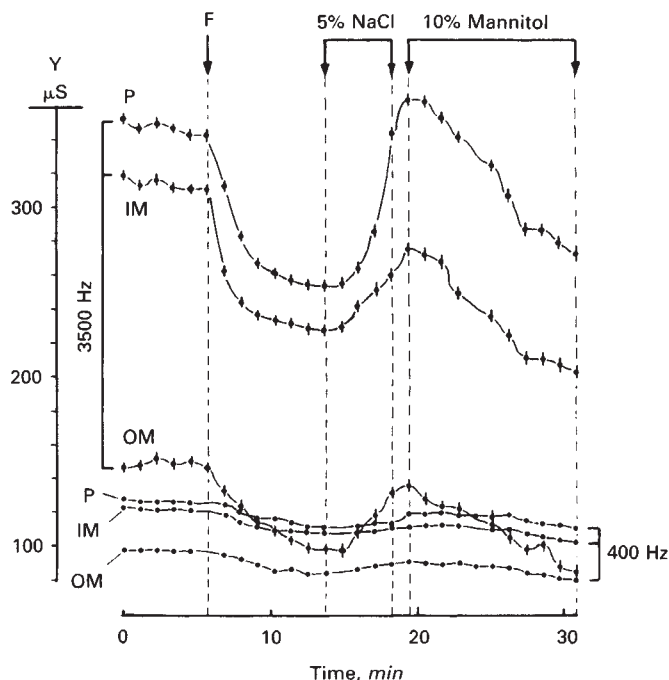 F
5% NaCl
10% Mannitol
Y
μS
P
300
IM
3500 Hz
200
OM
P
IM
100
400 Hz
OM
0
10
20
30
Time, min